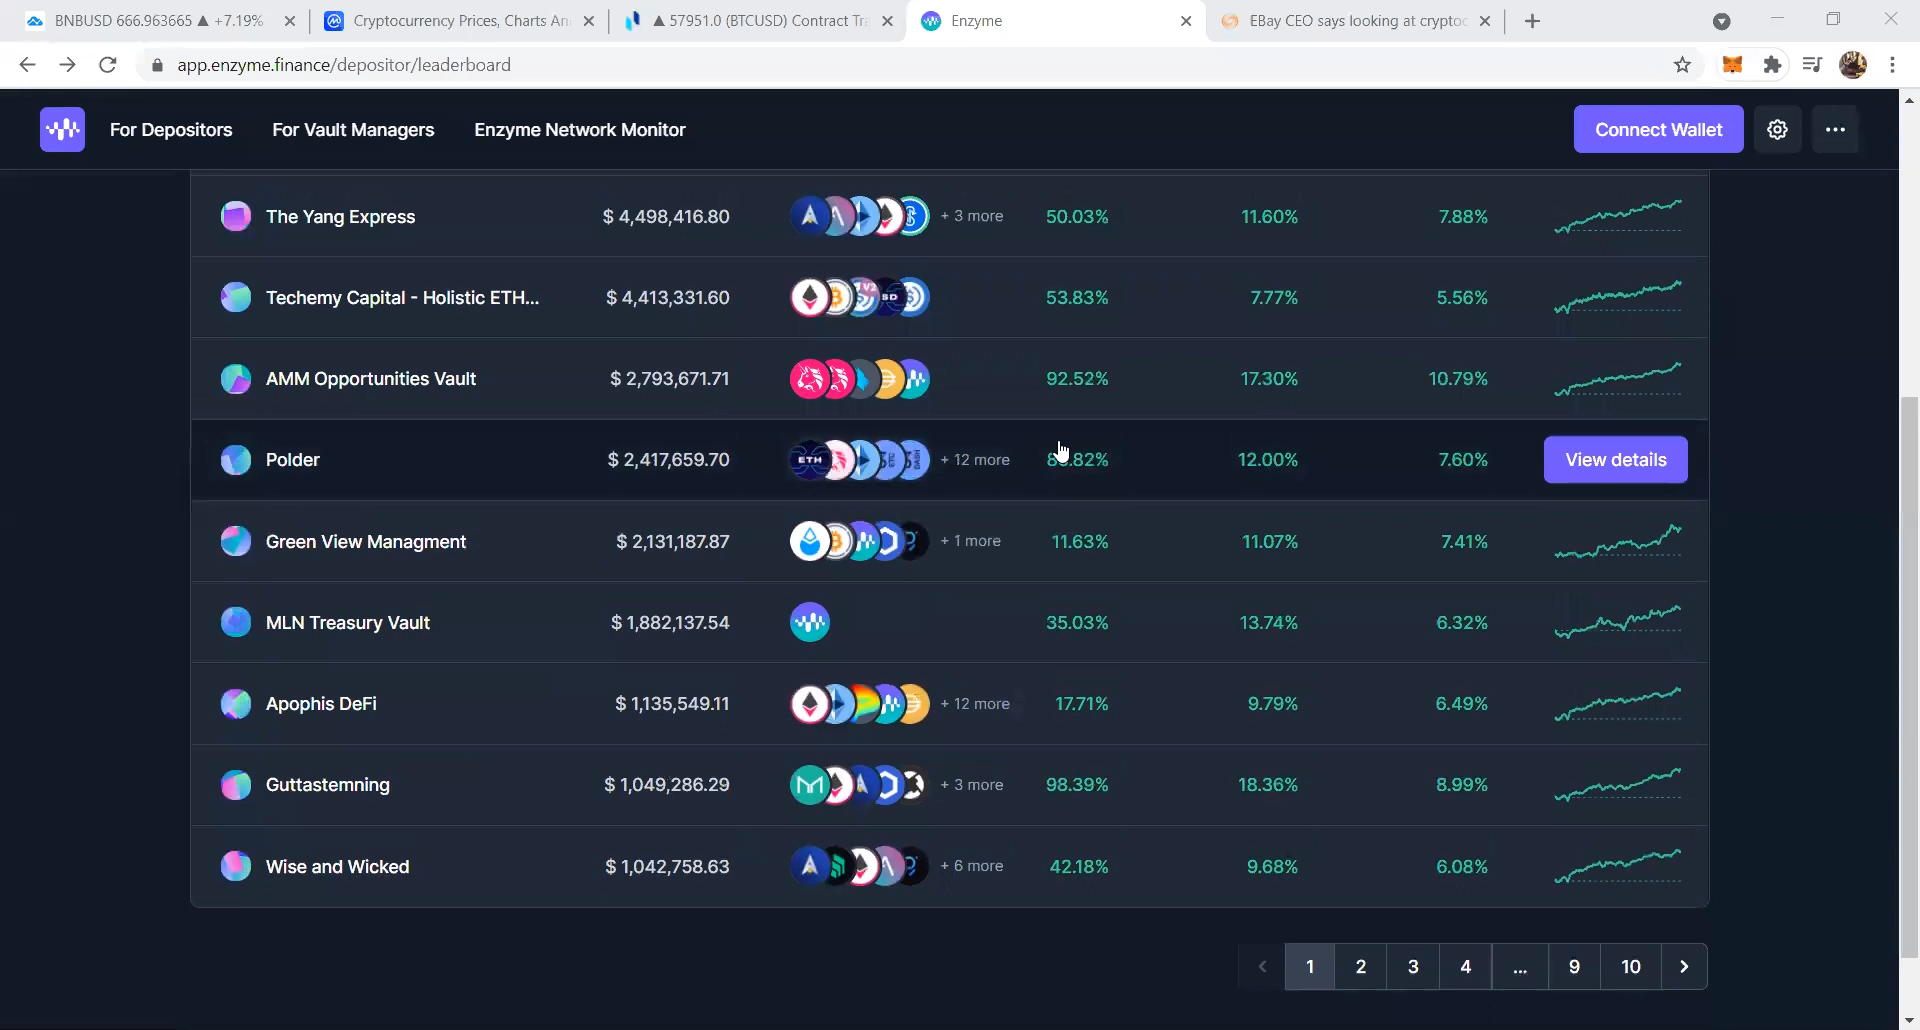 BNBUSD 666.963665 ▲ +7.19%
Cryptocurrency Prices, Charts An
▲ 57951.0 (BTCUSD) Contract Tra
Enzyme
EBay CEO says looking at cryptoc
app.enzyme.finance/depositor/leaderboard
For Depositors For Vault Managers Enzyme Network Monitor Connect Wallet ...
The Yang Express $ 4,498,416.80 + 3 more 50.03% 11.60% 7.88%
Techemy Capital - Holistic ETH... $ 4,413,331.60 53.83% 7.77% 5.56%
AMM Opportunities Vault $ 2,793,671.71 92.52% 17.30% 10.79%
Polder $ 2,417,659.70 ETH + 12 more 12.00% 7.60% View details
Green View Managment $ 2,131,187.87 + 1 more 11.63% 11.07% 7.41%
MLN Treasury Vault $ 1,882,137.54 35.03% 13.74% 6.32%
Apophis DeFi $ 1,135,549.11 + 12 more 17.71% 9.79% 6.49%
Guttastemning $ 1,049,286.29 + 3 more 98.39% 18.36% 8.99%
Wise and Wicked $ 1,042,758.63 + 6 more 42.18% 9.68% 6.08%
< 1 2 3 4 ... 9 10 >